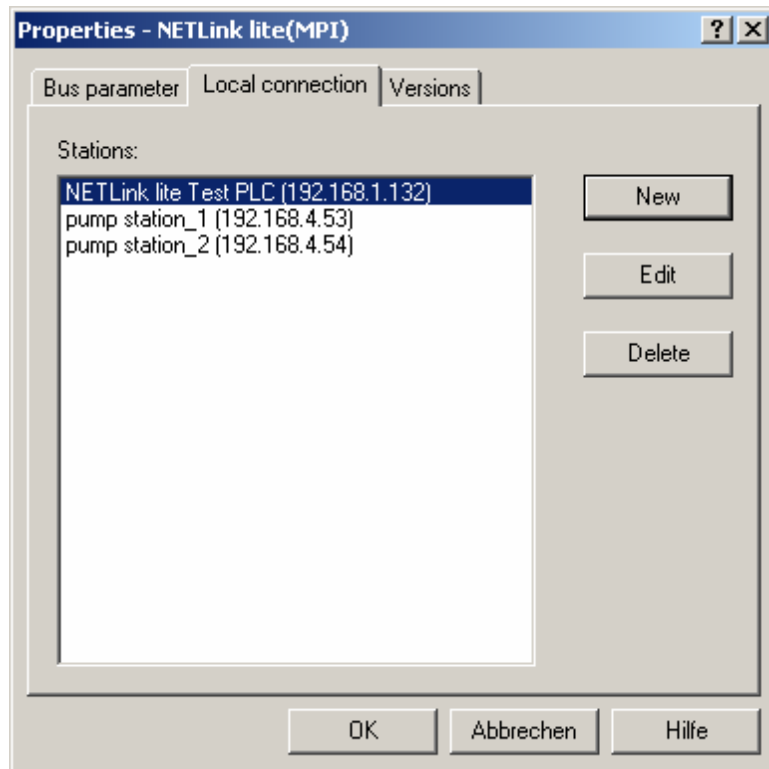 Properties - NETLink lite(MPI)
Bus parameter Local connection Versions
Stations:
NETLink lite Test PLC (192.168.1.132)
pump station_1 (192.168.4.53)
pump station_2 (192.168.4.54)
New
Edit
Delete
OK Abbrechen Hilfe